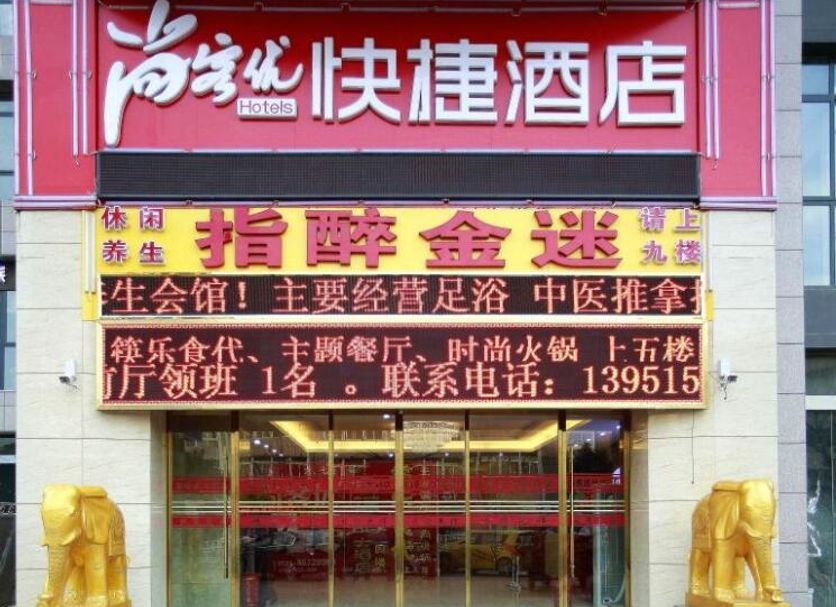 尚客优 Hotels 快捷酒店
休闲养生 指醉金迷 请上九楼
生会馆！主要经营足浴 中医推拿
筷乐食代、主题餐厅、时尚火锅 上五楼
厅领班 1名 。联系电话：139515